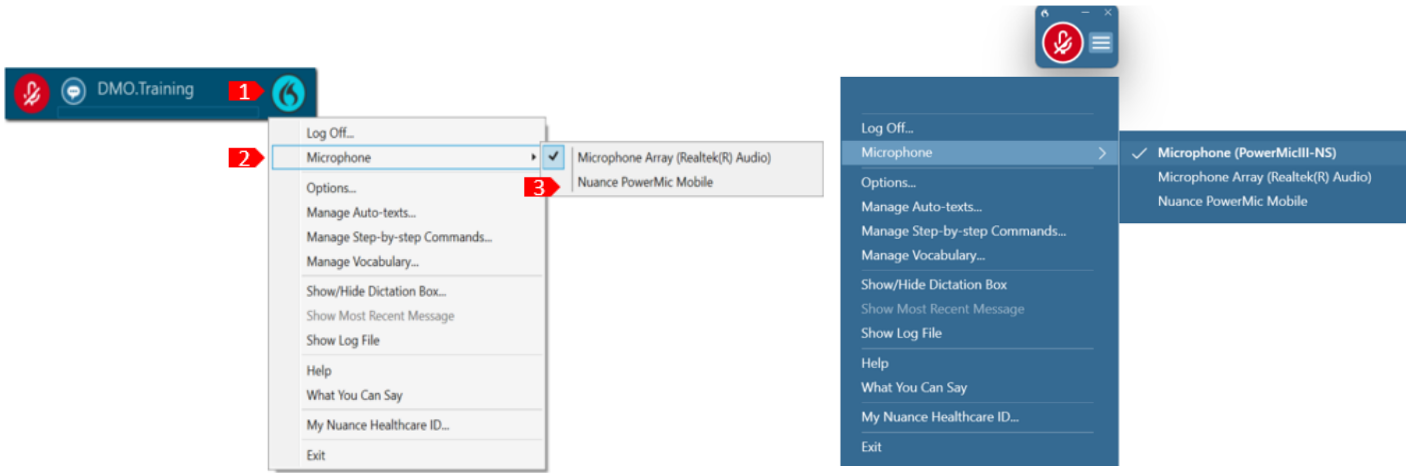 DMO.Training
1
Log Off...
2
Microphone
Microphone Array (Realtek(R) Audio)
3
Nuance PowerMic Mobile
Options...
Manage Auto-texts...
Manage Step-by-step Commands...
Manage Vocabulary...
Show/Hide Dictation Box...
Show Most Recent Message
Show Log File
Help
What You Can Say
My Nuance Healthcare ID...
Exit
Log Off...
Microphone
Microphone (PowerMicIII-NS)
Microphone Array (Realtek(R) Audio)
Nuance PowerMic Mobile
Options...
Manage Auto-texts...
Manage Step-by-step Commands...
Manage Vocabulary...
Show/Hide Dictation Box
Show Most Recent Message
Show Log File
Help
What You Can Say
My Nuance Healthcare ID...
Exit